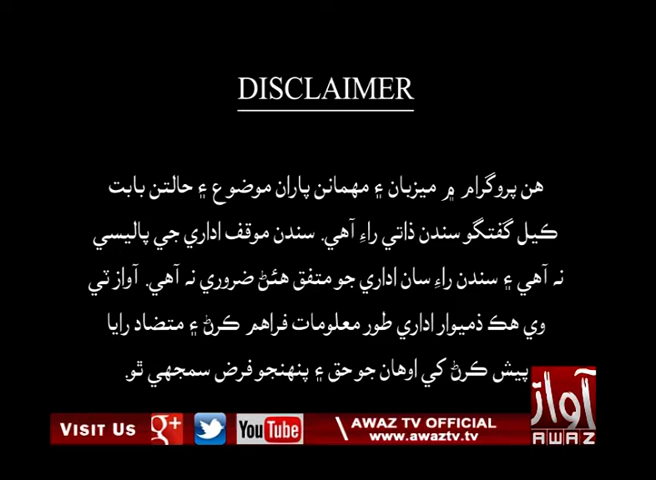 DISCLAIMER
هن پروگرام ۾ ميزبان ۽ مهمانن پاران موضوع ۽ حالتن بابت
ڪيل گفتگو سندن ذاتي راءِ آهي. سندن موقف اداري جي پاليسي
نه آهي ۽ سندن راءِ سان اداري جو متفق هئڻ ضروري نه آهي. آواز ٽي
وي هڪ ذميوار اداري طور معلومات فراهم ڪرڻ ۽ متضاد رايا
پيش ڪرڻ کي اوهان جو حق ۽ پنهنجو فرض سمجهي ٿو.
آواز
AWAZ
VISIT US g+ YouTube \ AWAZ TV OFFICIAL
www.awaztv.tv